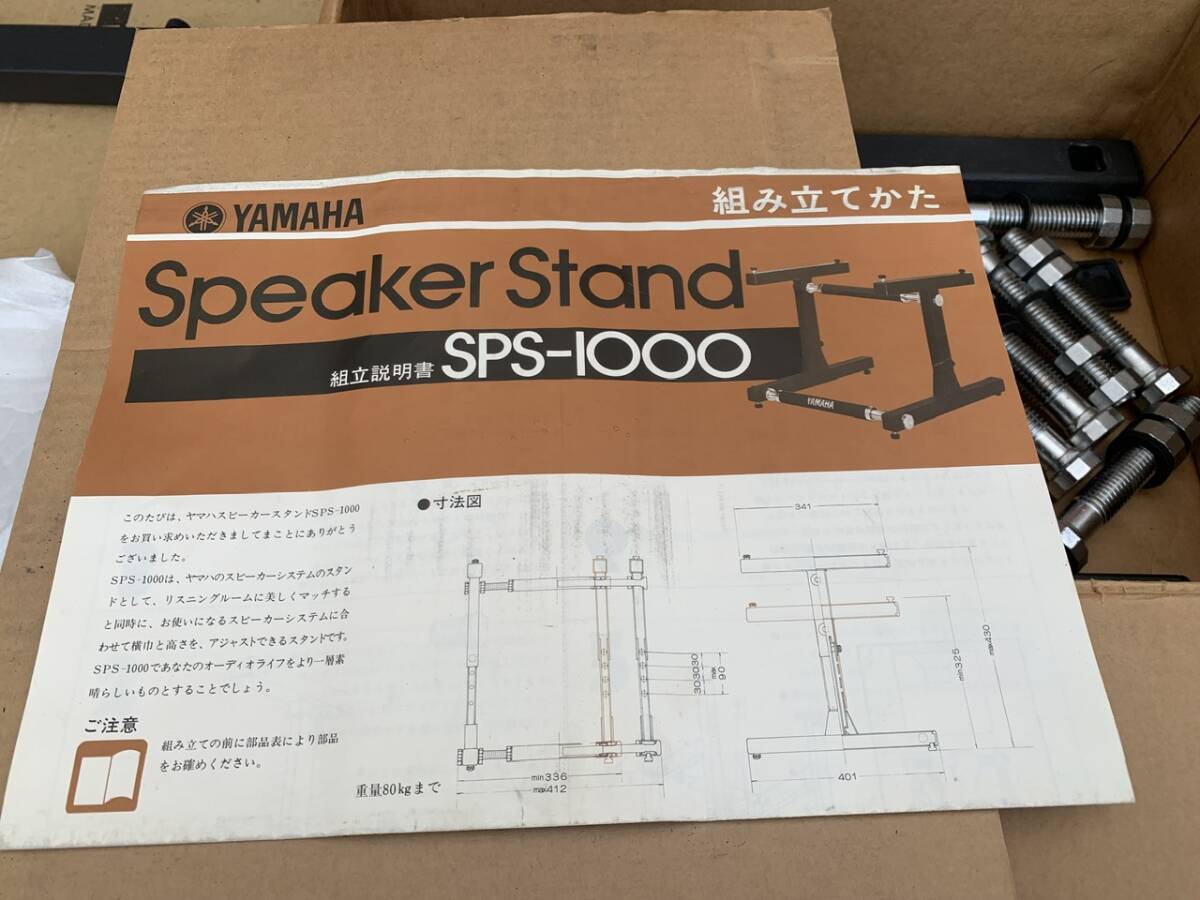 MA
YAMAHA
組み立てかた
Speaker Stand
組立説明書 SPS-1000
YAMAHA
このたびは、ヤマハスピーカースタンドSPS-1000
をお買い求めいただきましてまことにありがとう
ございました。
SPS-1000は、ヤマハのスピーカーシステムのスタン
ドとして、リスニングルームに美しくマッチする
と同時に、お使いになるスピーカーシステムに合
わせて横巾と高さを、アジャストできるスタンドです。
SPS-1000であなたのオーディオライフをより一層素
晴らしいものとすることでしょう。
ご注意
組み立ての前に部品表により部品
をお確めください。
●寸法図
30 30 30
max 90
min336
max412
重量80kgまで
341
min325
max430
401